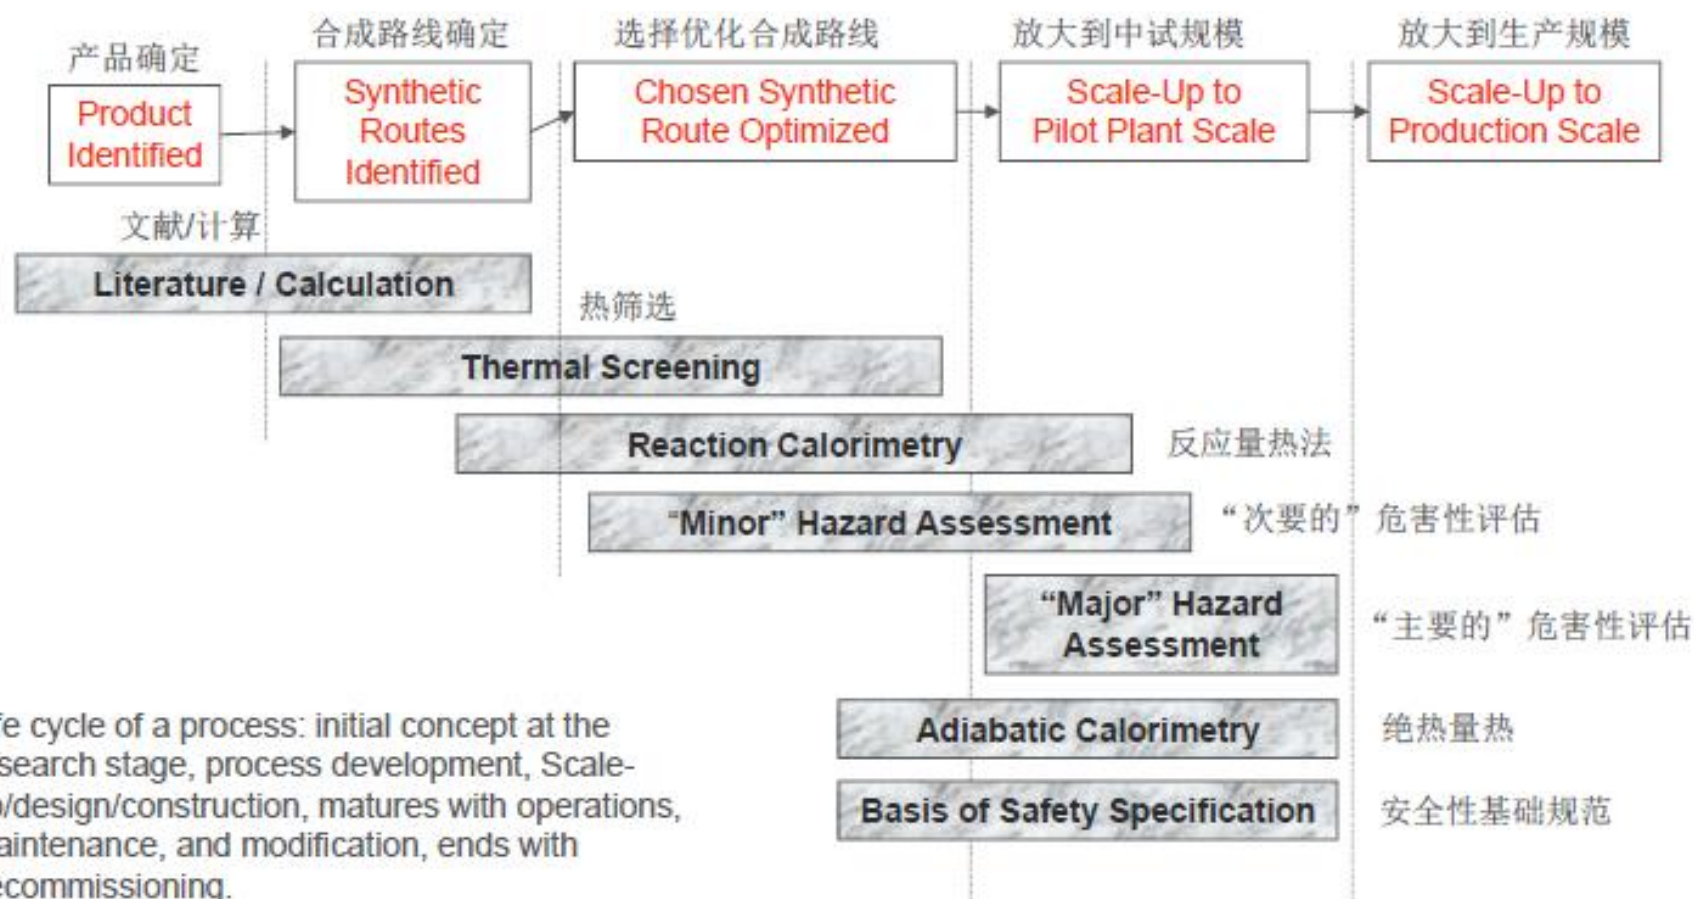 产品确定
合成路线确定
选择优化合成路线
放大到中试规模
放大到生产规模
Product
Identified
Synthetic
Routes
Identified
Chosen Synthetic
Route Optimized
Scale-Up to
Pilot Plant Scale
Scale-Up to
Production Scale
文献/计算
Literature / Calculation
热筛选
Thermal Screening
Reaction Calorimetry
反应量热法
“Minor” Hazard Assessment
“次要的”危害性评估
“Major” Hazard
Assessment
“主要的”危害性评估
Adiabatic Calorimetry
绝热量热
Basis of Safety Specification
安全性基础规范
fe cycle of a process: initial concept at the
search stage, process development, Scale-
/design/construction, matures with operations,
aintenance, and modification, ends with
ecommissioning.